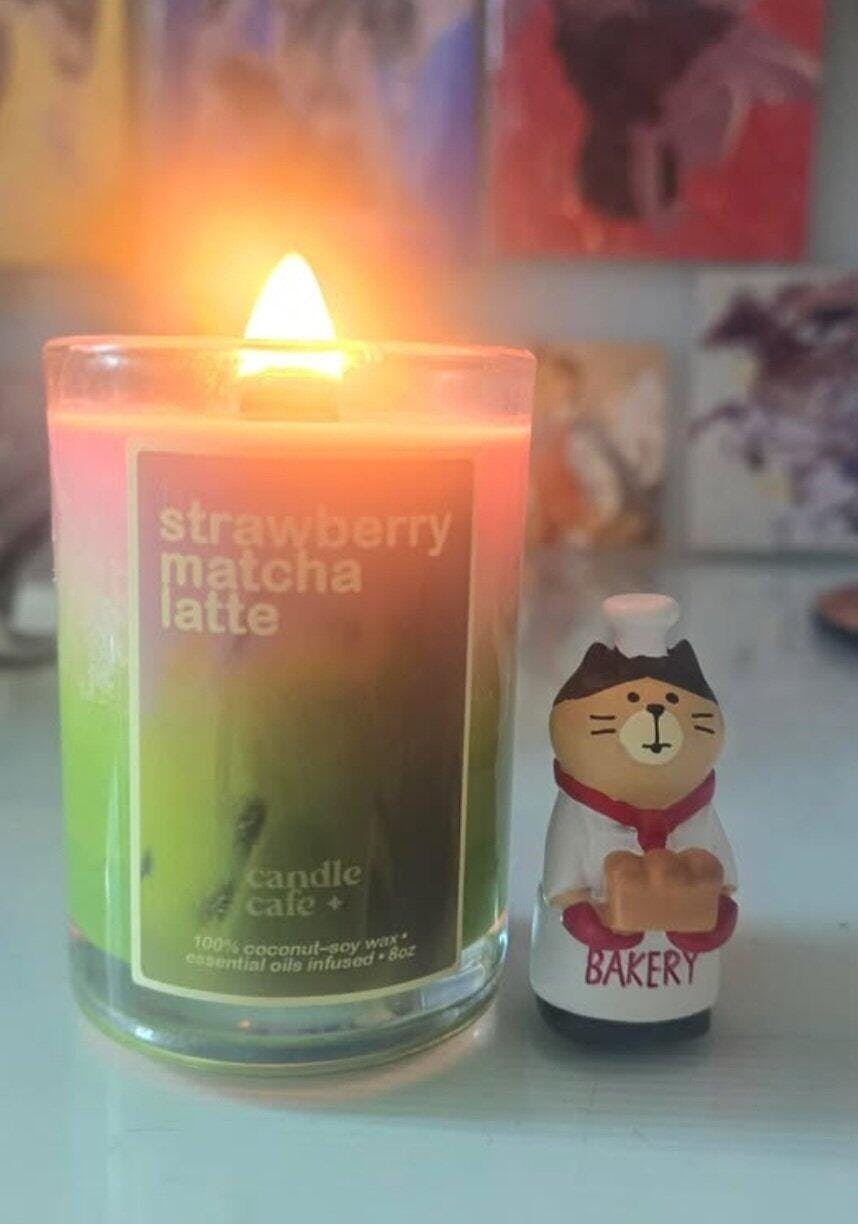 strawberry
matcha
latte
candle
cafe +
100% coconut-soy wax •
essential oils infused • 8oz
BAKERY